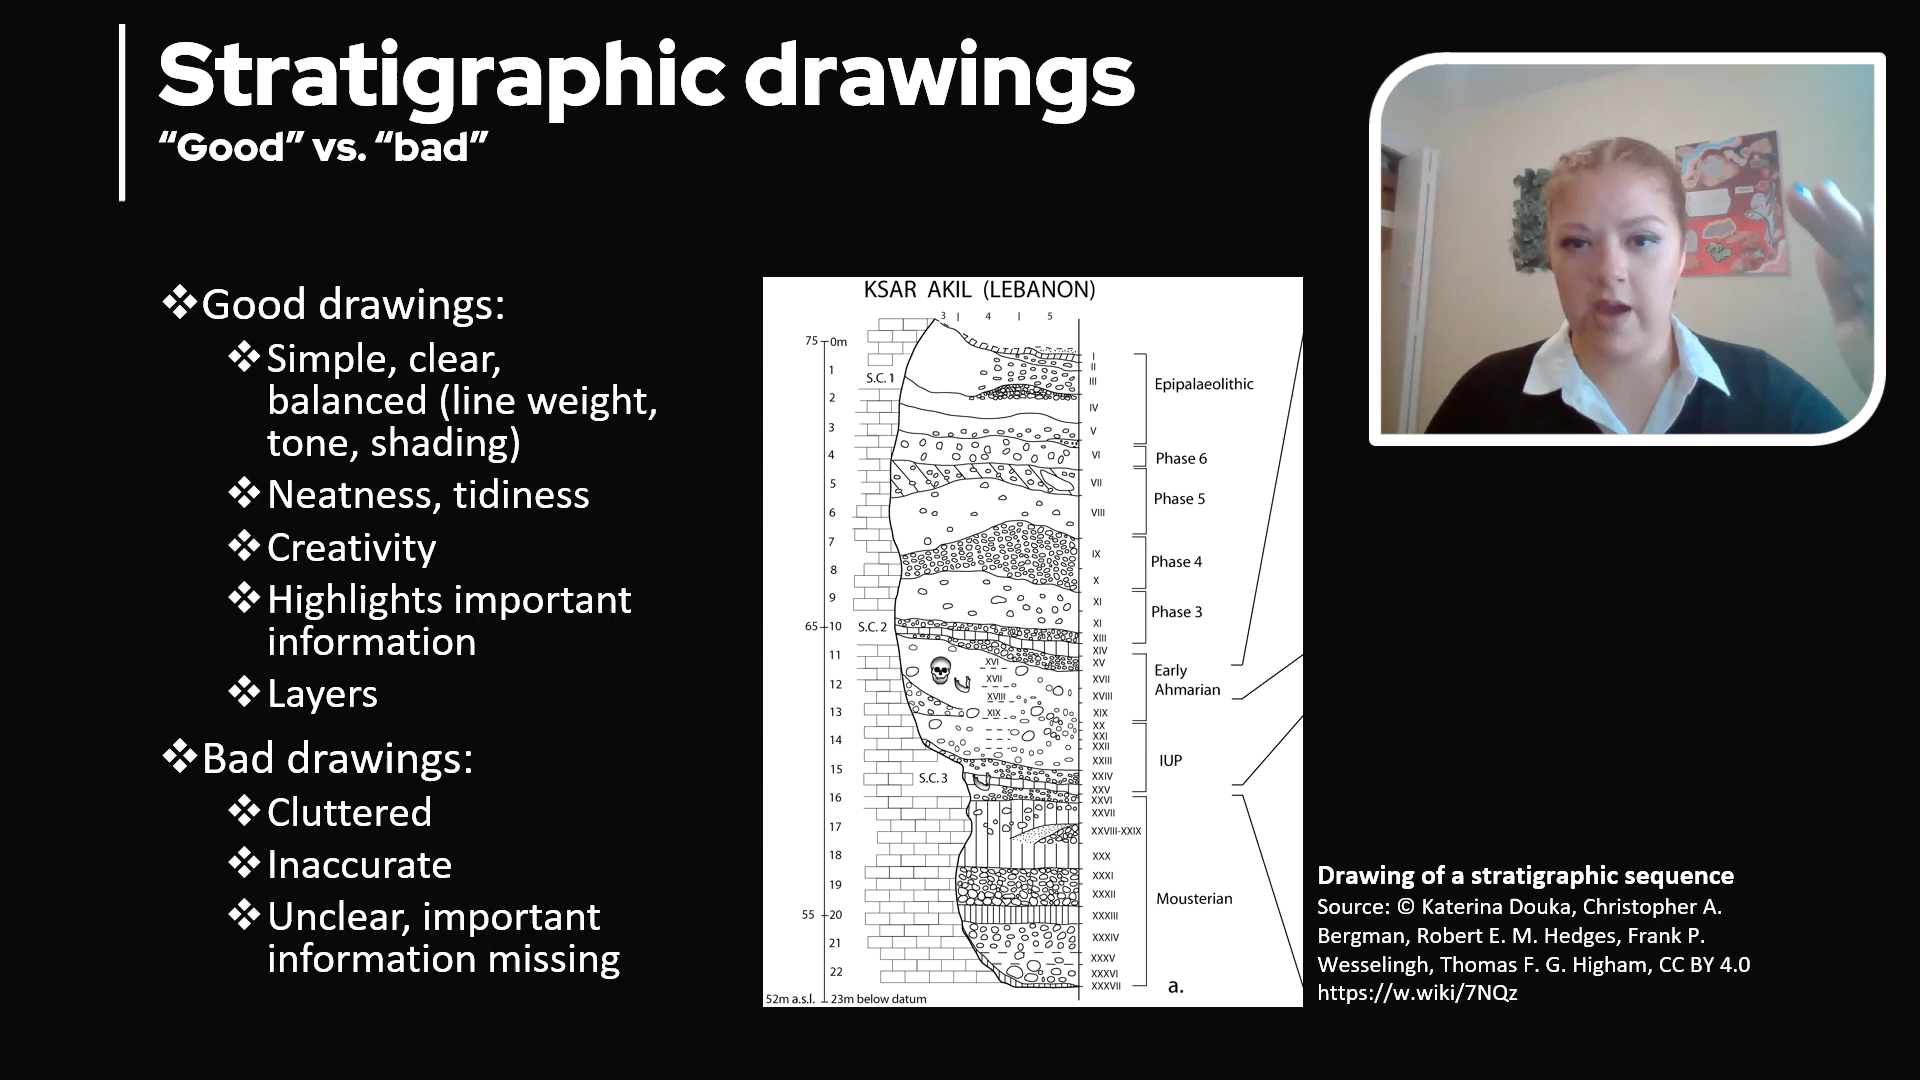 Stratigraphic drawings
“Good” vs. “bad”
❖Good drawings:
❖Simple, clear,
balanced (line weight,
tone, shading)
❖Neatness, tidiness
❖Creativity
❖Highlights important
information
❖Layers
❖Bad drawings:
❖Cluttered
❖Inaccurate
❖Unclear, important
information missing
KSAR AKIL (LEBANON)
3 | 4 | 5
75 0m
1
2
3
4
5
6
7
8
9
65 10
11
12
13
14
15
16
17
18
19
55 20
21
22
52m a.s.l. 23m below datum
S.C. 1
S.C. 2
S.C. 3
XVI
XVII
XVIII
XIX
I
II
III
IV
V
VI
VII
VIII
IX
X
XI
XI
XIII
XIV
XV
XVII
XVIII
XIX
XX
XXI
XXII
XXIII
XXIV
XXV
XXVI
XXVII
XXVIII-XXIX
XXX
XXXI
XXXII
XXXIII
XXXIV
XXXV
XXXVI
XXXVII
Epipalaeolithic
Phase 6
Phase 5
Phase 4
Phase 3
Early
Ahmarian
IUP
Mousterian
a.
Drawing of a stratigraphic sequence
Source: © Katerina Douka, Christopher A.
Bergman, Robert E. M. Hedges, Frank P.
Wesselingh, Thomas F. G. Higham, CC BY 4.0
https://w.wiki/7NQz